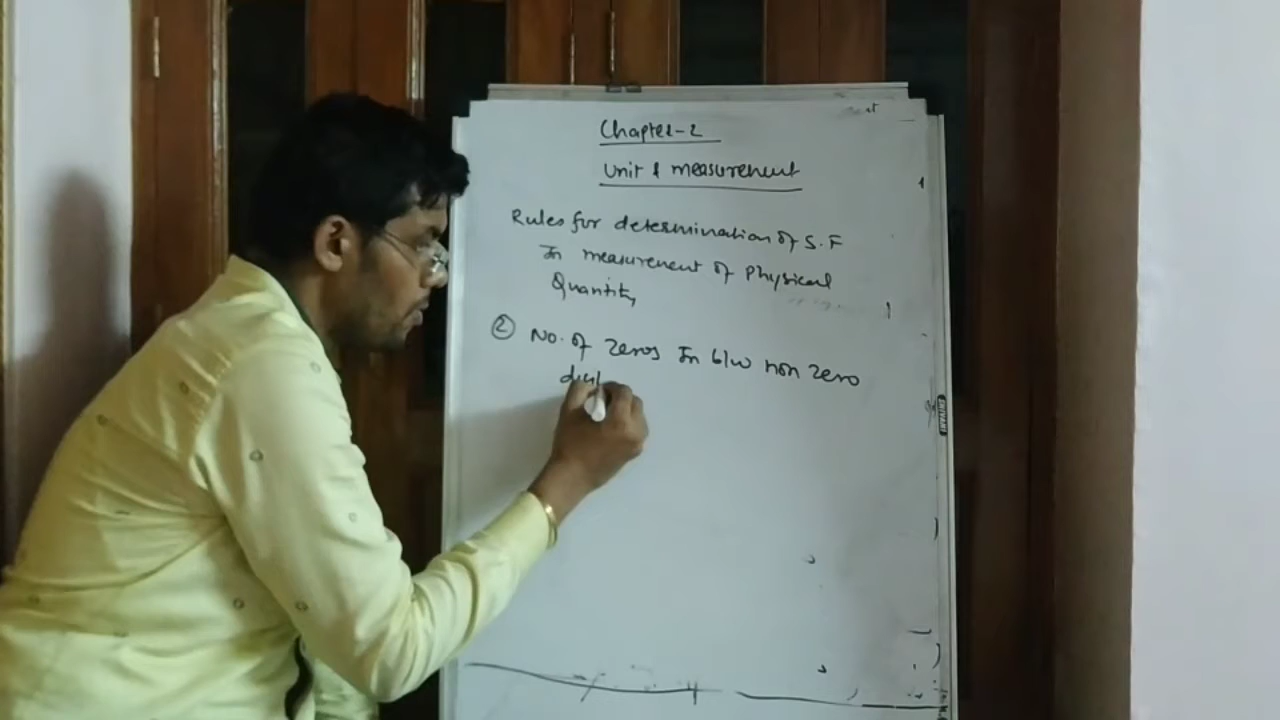 Chapter-2
Unit & measurement
Rules for determination of S.F
In measurement of Physical
Quantity
② No. of zeros In b/w non zero
digi